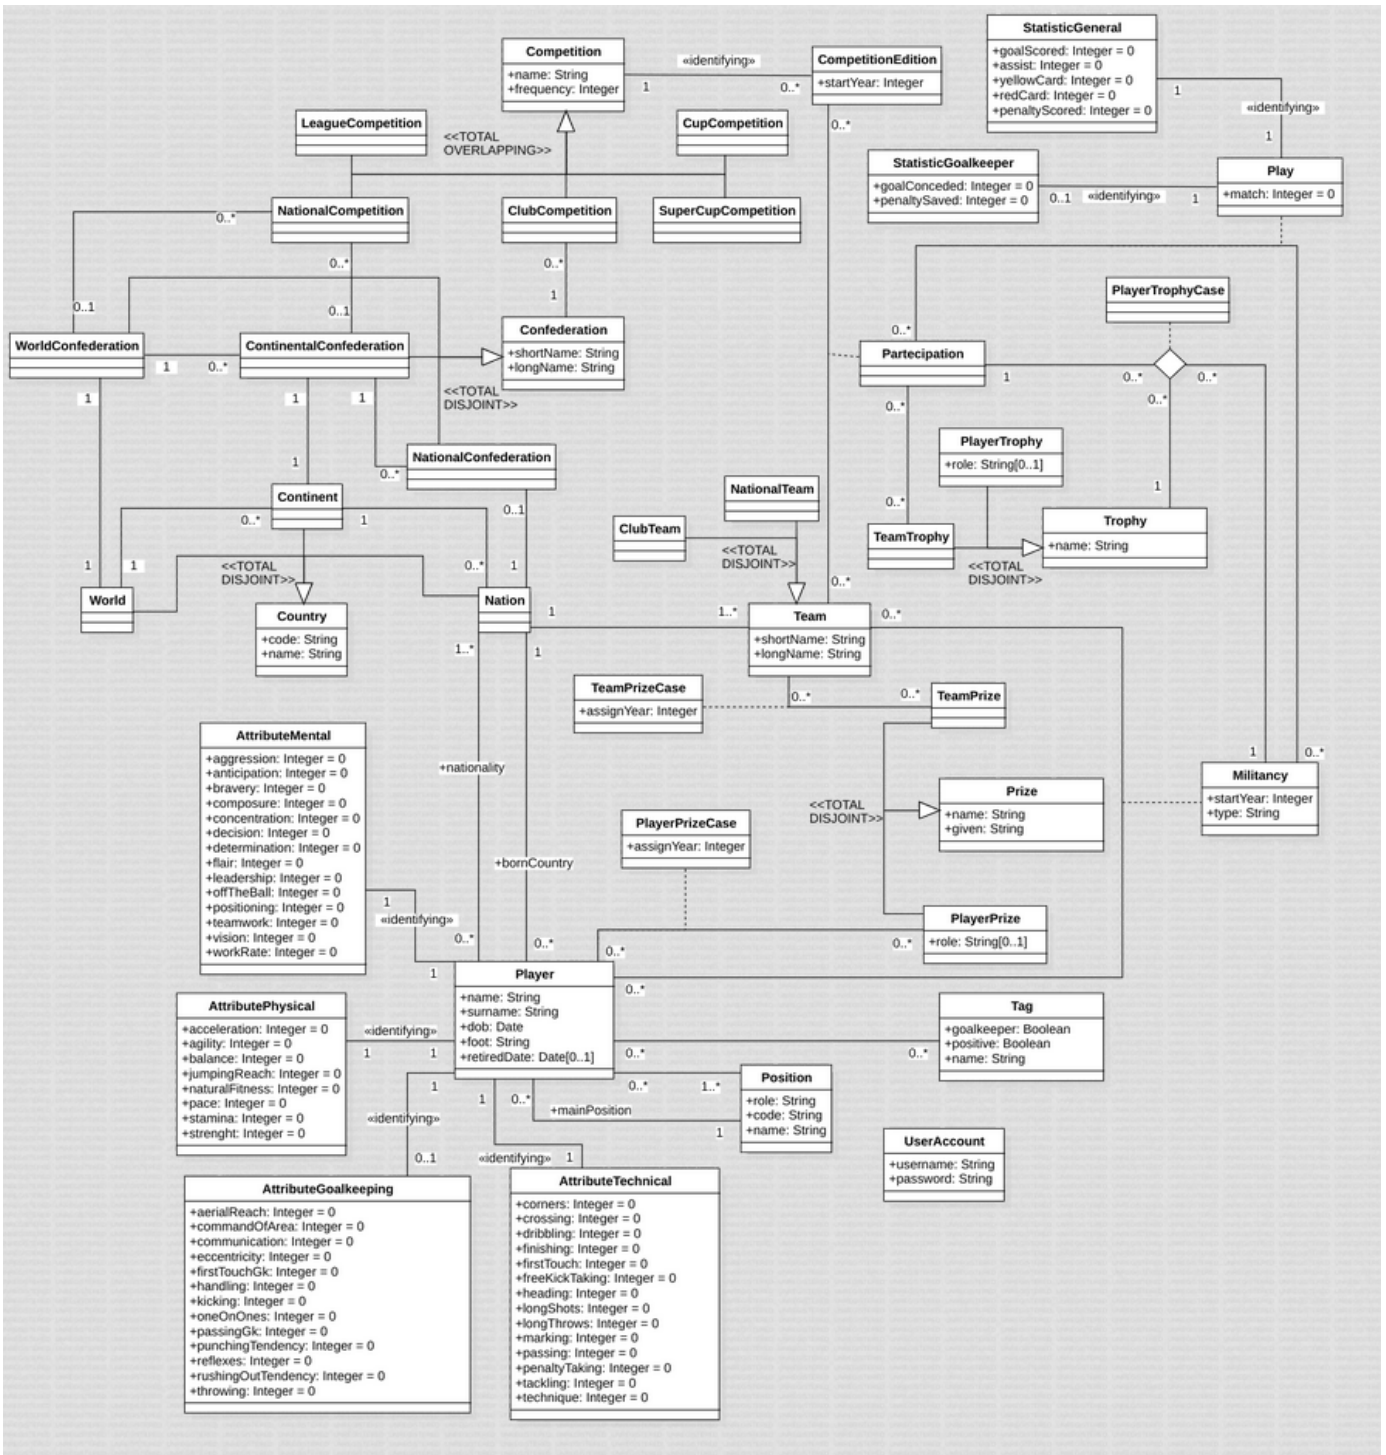 StatisticGeneral
+goalScored: Integer = 0
+assist: Integer = 0
+yellowCard: Integer = 0
+redCard: Integer = 0
+penaltyScored: Integer = 0
Competition
+name: String
+frequency: Integer
«identifying»
1
0..*
CompetitionEdition
+startYear: Integer
0..*
1
«identifying»
1
LeagueCompetition
<<TOTAL
OVERLAPPING>>
CupCompetition
StatisticGoalkeeper
+goalConceded: Integer = 0
+penaltySaved: Integer = 0
0..1
«identifying»
1
Play
+match: Integer = 0
NationalCompetition
0..*
ClubCompetition
SuperCupCompetition
0..*
0..*
0..1
0..1
1
WorldConfederation
1
0..*
ContinentalConfederation
Confederation
+shortName: String
+longName: String
<<TOTAL
DISJOINT>>
PlayerTrophyCase
0..*
Partecipation
1
0..*
0..*
0..*
0..*
1
1
1
1
0..*
NationalConfederation
0..1
PlayerTrophy
+role: String[0..1]
0..*
1
TeamTrophy
Trophy
+name: String
<<TOTAL
DISJOINT>>
Continent
0..*
1
NationalTeam
ClubTeam
<<TOTAL
DISJOINT>>
1
1
<<TOTAL
DISJOINT>>
0..*
1
0..*
World
Country
+code: String
+name: String
Nation
1
1..*
Team
+shortName: String
+longName: String
0..*
1..*
1
TeamPrizeCase
+assignYear: Integer
0..*
0..*
TeamPrize
AttributeMental
+aggression: Integer = 0
+anticipation: Integer = 0
+bravery: Integer = 0
+composure: Integer = 0
+concentration: Integer = 0
+decision: Integer = 0
+determination: Integer = 0
+flair: Integer = 0
+leadership: Integer = 0
+offTheBall: Integer = 0
+positioning: Integer = 0
+teamwork: Integer = 0
+vision: Integer = 0
+workRate: Integer = 0
+nationality
1
0..*
Militancy
+startYear: Integer
+type: String
<<TOTAL
DISJOINT>>
Prize
+name: String
+given: String
PlayerPrizeCase
+assignYear: Integer
+bornCountry
1
«identifying»
0..*
0..*
0..*
0..*
PlayerPrize
+role: String[0..1]
1
Player
+name: String
+surname: String
+dob: Date
+foot: String
+retiredDate: Date[0..1]
0..*
AttributePhysical
+acceleration: Integer = 0
+agility: Integer = 0
+balance: Integer = 0
+jumpingReach: Integer = 0
+naturalFitness: Integer = 0
+pace: Integer = 0
+stamina: Integer = 0
+strenght: Integer = 0
«identifying»
1
1
0..*
0..*
Tag
+goalkeeper: Boolean
+positive: Boolean
+name: String
1
1
0..*
0..*
1..*
+mainPosition
1
Position
+role: String
+code: String
+name: String
«identifying»
0..1
«identifying»
1
UserAccount
+username: String
+password: String
AttributeGoalkeeping
+aerialReach: Integer = 0
+commandOfArea: Integer = 0
+communication: Integer = 0
+eccentricity: Integer = 0
+firstTouchGk: Integer = 0
+handling: Integer = 0
+kicking: Integer = 0
+oneOnOnes: Integer = 0
+passingGk: Integer = 0
+punchingTendency: Integer = 0
+reflexes: Integer = 0
+rushingOutTendency: Integer = 0
+throwing: Integer = 0
AttributeTechnical
+corners: Integer = 0
+crossing: Integer = 0
+dribbling: Integer = 0
+finishing: Integer = 0
+firstTouch: Integer = 0
+freeKickTaking: Integer = 0
+heading: Integer = 0
+longShots: Integer = 0
+longThrows: Integer = 0
+marking: Integer = 0
+passing: Integer = 0
+penaltyTaking: Integer = 0
+tackling: Integer = 0
+technique: Integer = 0